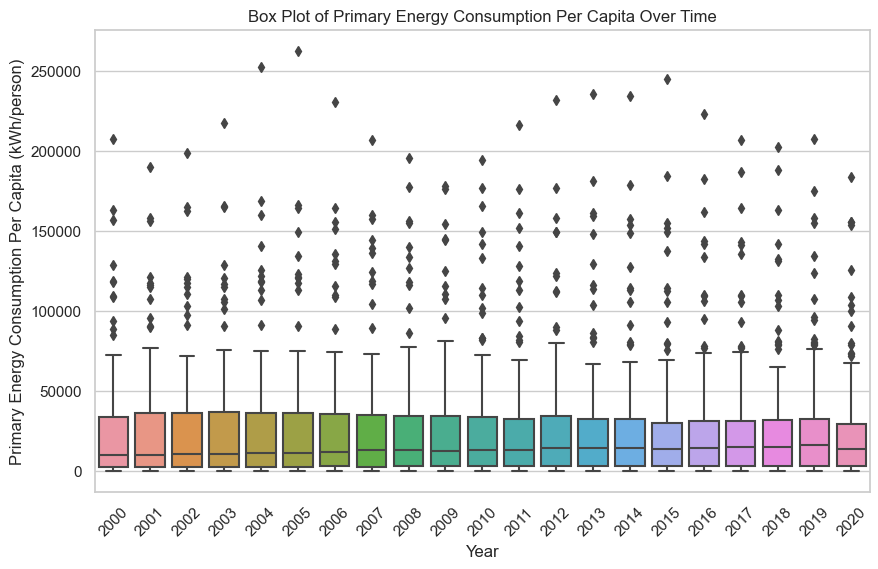 Box Plot of Primary Energy Consumption Per Capita Over Time
Primary Energy Consumption Per Capita (kWh/person)
250000
200000
150000
100000
50000
0
2000 2001 2002 2003 2004 2005 2006 2007 2008 2009 2010 2011 2012 2013 2014 2015 2016 2017 2018 2019 2020
Year